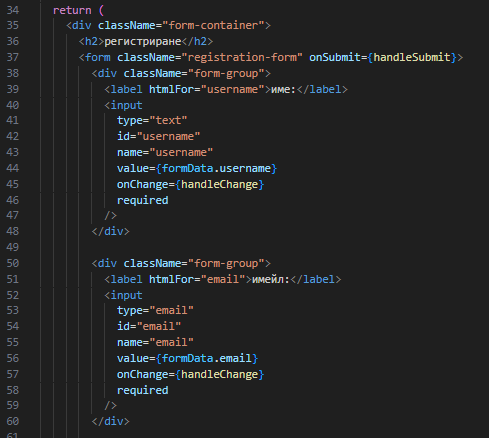 34 return (
35 <div className="form-container">
36 <h2>регистриране</h2>
37 <form className="registration-form" onSubmit={handleSubmit}>
38 <div className="form-group">
39 <label htmlFor="username">име:</label>
40 <input
41 type="text"
42 id="username"
43 name="username"
44 value={formData.username}
45 onChange={handleChange}
46 required
47 />
48 </div>
49
50 <div className="form-group">
51 <label htmlFor="email">имейл:</label>
52 <input
53 type="email"
54 id="email"
55 name="email"
56 value={formData.email}
57 onChange={handleChange}
58 required
59 />
60 </div>
61